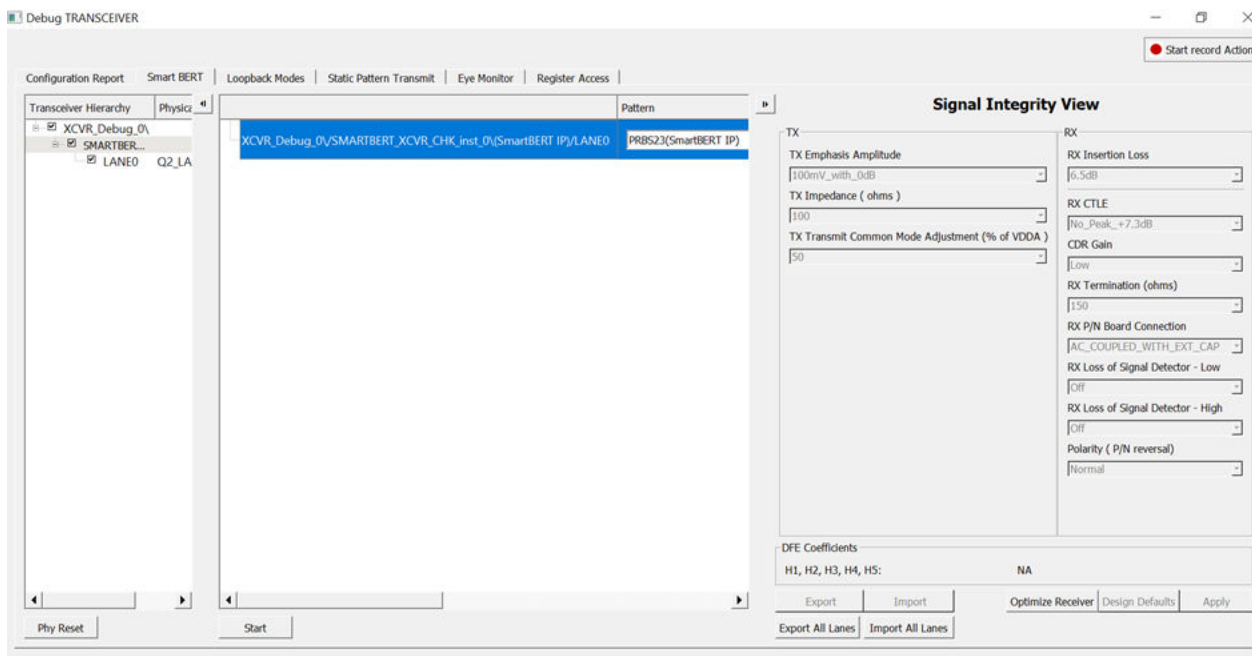 Debug TRANSCEIVER
Start record Action
Configuration Report Smart BERT Loopback Modes Static Pattern Transmit Eye Monitor Register Access
Transceiver Hierarchy Physica
XCVR_Debug_0\
SMARTBER...
LANE0 Q2_LA
Pattern
XCVR_Debug_0\/SMARTBERT_XCVR_CHK_inst_0\(SmartBERT IP)/LANE0 PRBS23(SmartBERT IP)
Signal Integrity View
TX
TX Emphasis Amplitude
100mV_with_0dB
TX Impedance ( ohms )
100
TX Transmit Common Mode Adjustment (% of VDDA )
50
RX
RX Insertion Loss
6.5dB
RX CTLE
No_Peak_+7.3dB
CDR Gain
Low
RX Termination (ohms)
150
RX P/N Board Connection
AC_COUPLED_WITH_EXT_CAP
RX Loss of Signal Detector - Low
Off
RX Loss of Signal Detector - High
Off
Polarity ( P/N reversal)
Normal
DFE Coefficients
H1, H2, H3, H4, H5: NA
Export Import Optimize Receiver Design Defaults Apply
Phy Reset Start Export All Lanes Import All Lanes